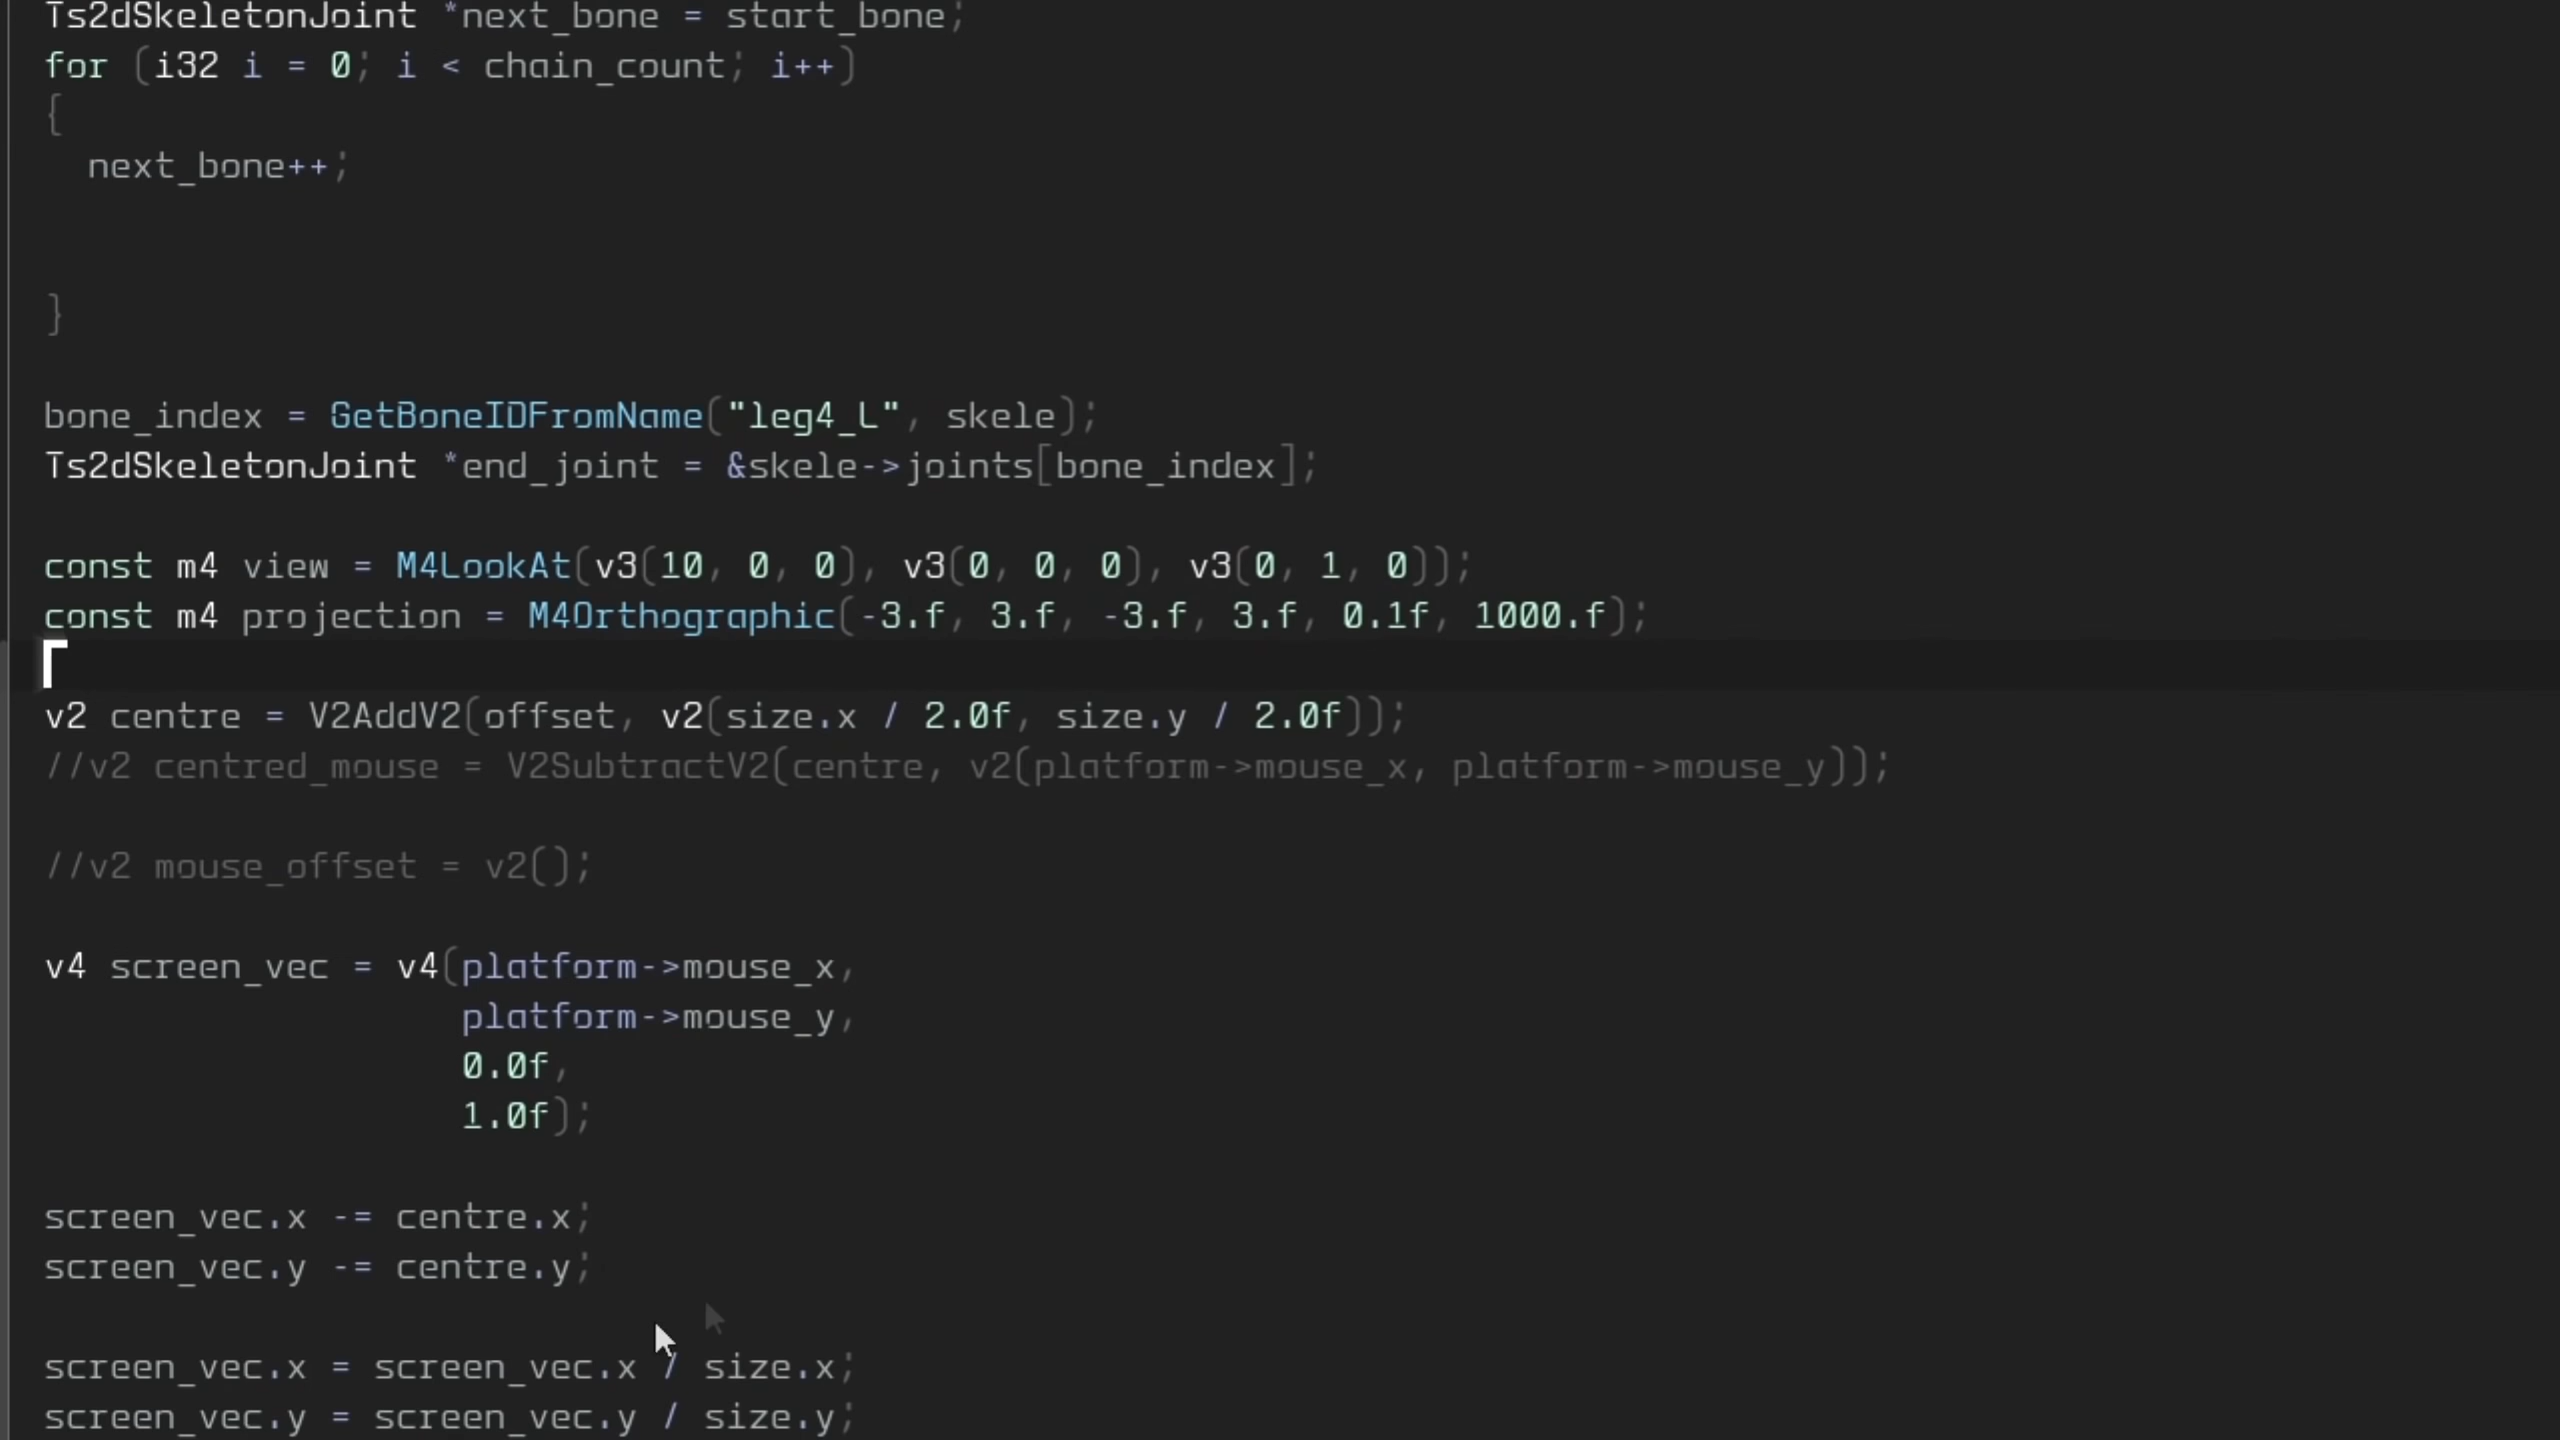 Ts2dSkeletonJoint *next_bone = start_bone;
for (i32 i = 0; i < chain_count; i++)
{
  next_bone++;
}
bone_index = GetBoneIDFromName("leg4_L", skele);
Ts2dSkeletonJoint *end_joint = &skele->joints[bone_index];
const m4 view = M4LookAt(v3(10, 0, 0), v3(0, 0, 0), v3(0, 1, 0));
const m4 projection = M4Orthographic(-3.f, 3.f, -3.f, 3.f, 0.1f, 1000.f);
v2 centre = V2AddV2(offset, v2(size.x / 2.0f, size.y / 2.0f));
//v2 centred_mouse = V2SubtractV2(centre, v2(platform->mouse_x, platform->mouse_y));
//v2 mouse_offset = v2();
v4 screen_vec = v4(platform->mouse_x,
                   platform->mouse_y,
                   0.0f,
                   1.0f);
screen_vec.x -= centre.x;
screen_vec.y -= centre.y;
screen_vec.x = screen_vec.x / size.x;
screen_vec.y = screen_vec.y / size.y;